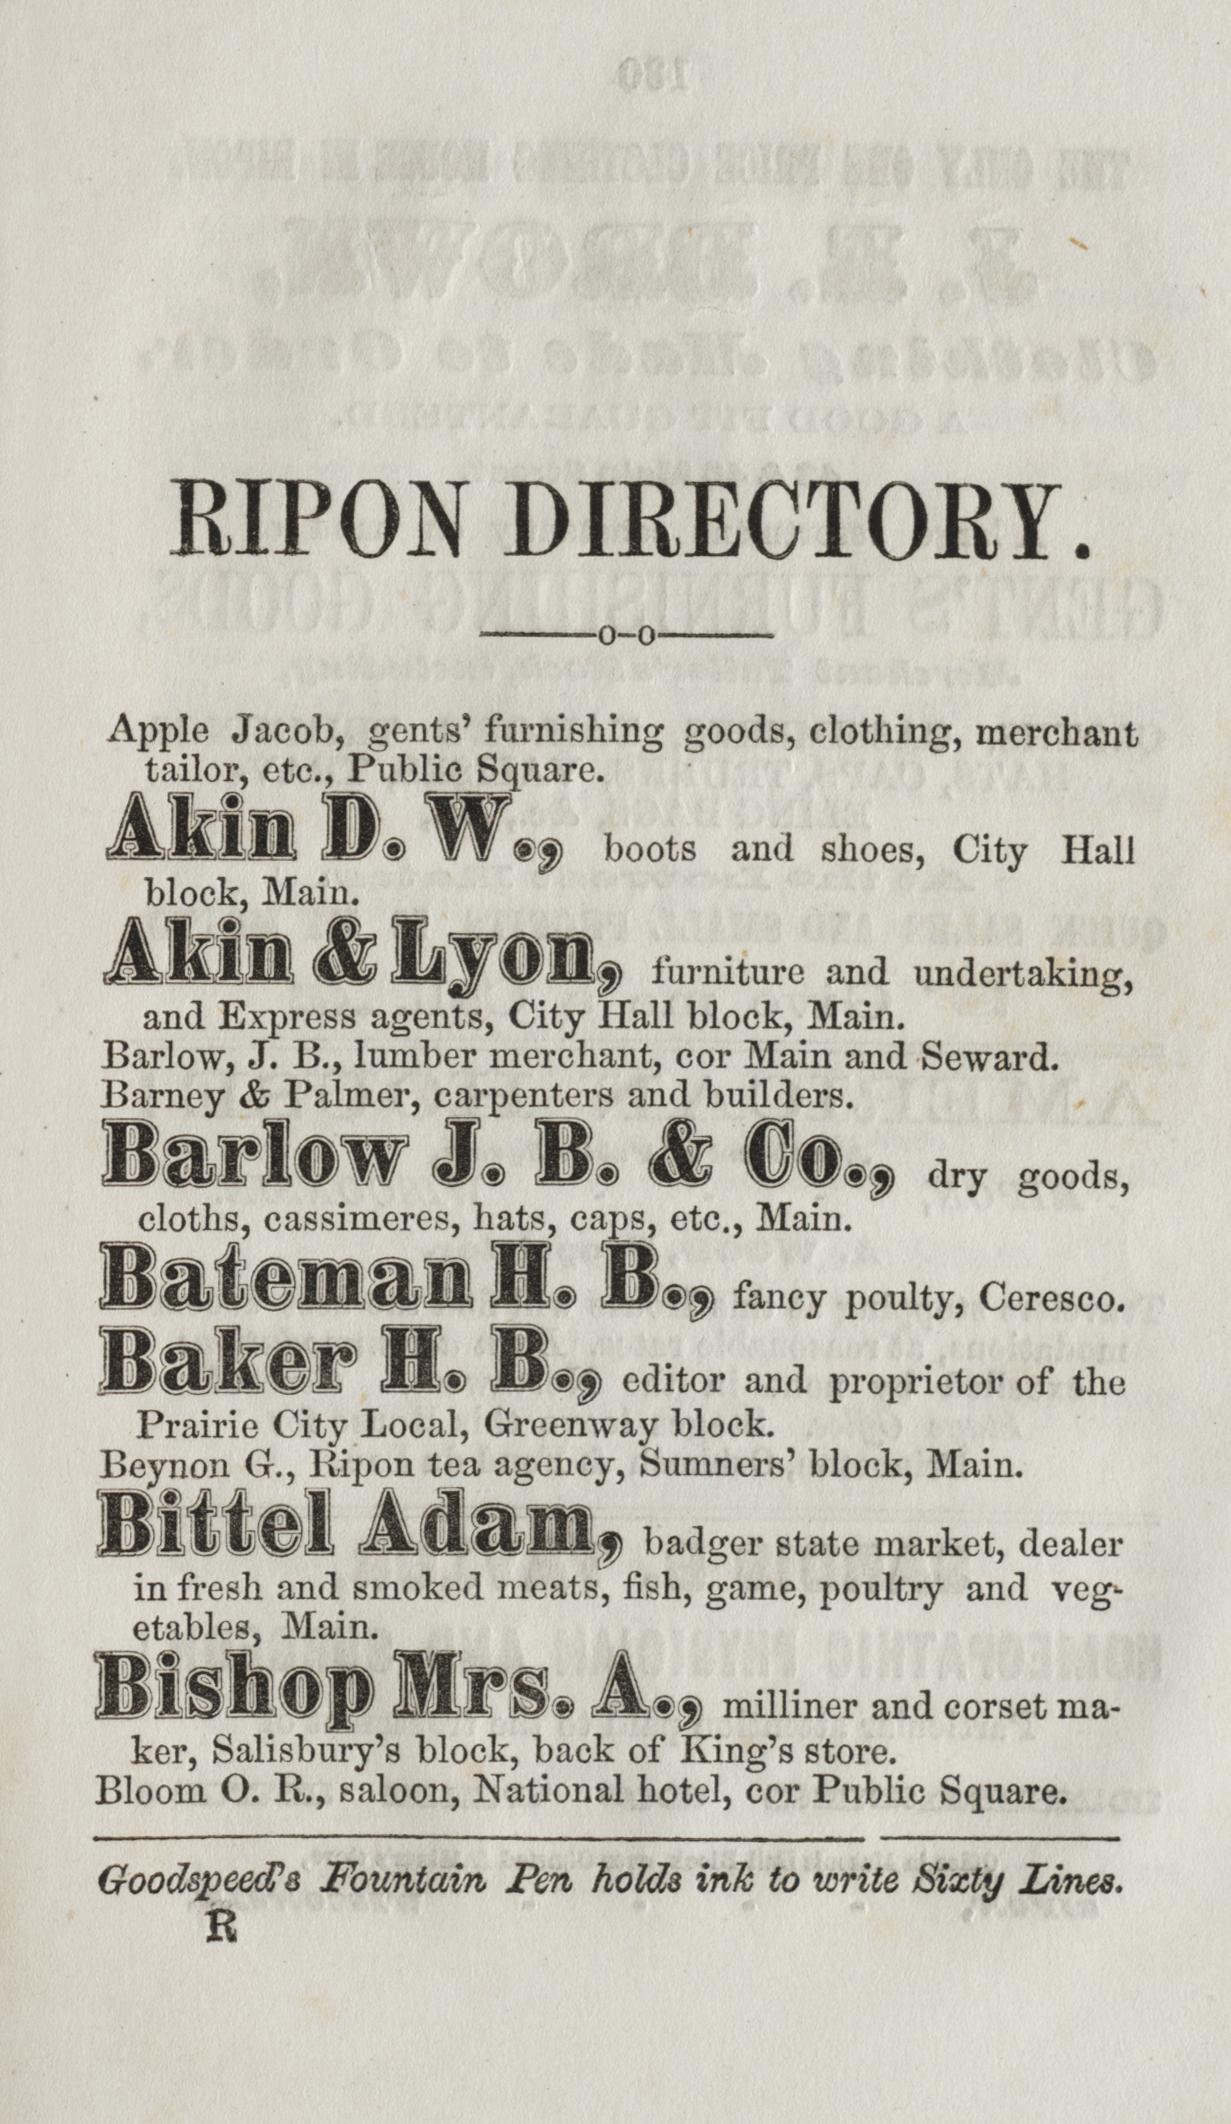 RIPON DIRECTORY.
Apple Jacob, gents' furnishing goods, clothing, merchant
tailor, etc., Public Square.
Akin D. W., boots and shoes, City Hall
block, Main.
Akin & Lyon, furniture and undertaking,
and Express agents, City Hall block, Main.
Barlow, J. B., lumber merchant, cor Main and Seward.
Barney & Palmer, carpenters and builders.
Barlow J. B. & Co., dry goods,
cloths, cassimeres, hats, caps, etc., Main.
Bateman H. B., fancy poulty, Ceresco.
Baker H. B., editor and proprietor of the
Prairie City Local, Greenway block.
Beynon G., Ripon tea agency, Sumners' block, Main.
Bittel Adam, badger state market, dealer
in fresh and smoked meats, fish, game, poultry and veg-
etables, Main.
Bishop Mrs. A., milliner and corset ma-
ker, Salisbury's block, back of King's store.
Bloom O. R., saloon, National hotel, cor Public Square.
Goodspeed's Fountain Pen holds ink to write Sixty Lines.
R